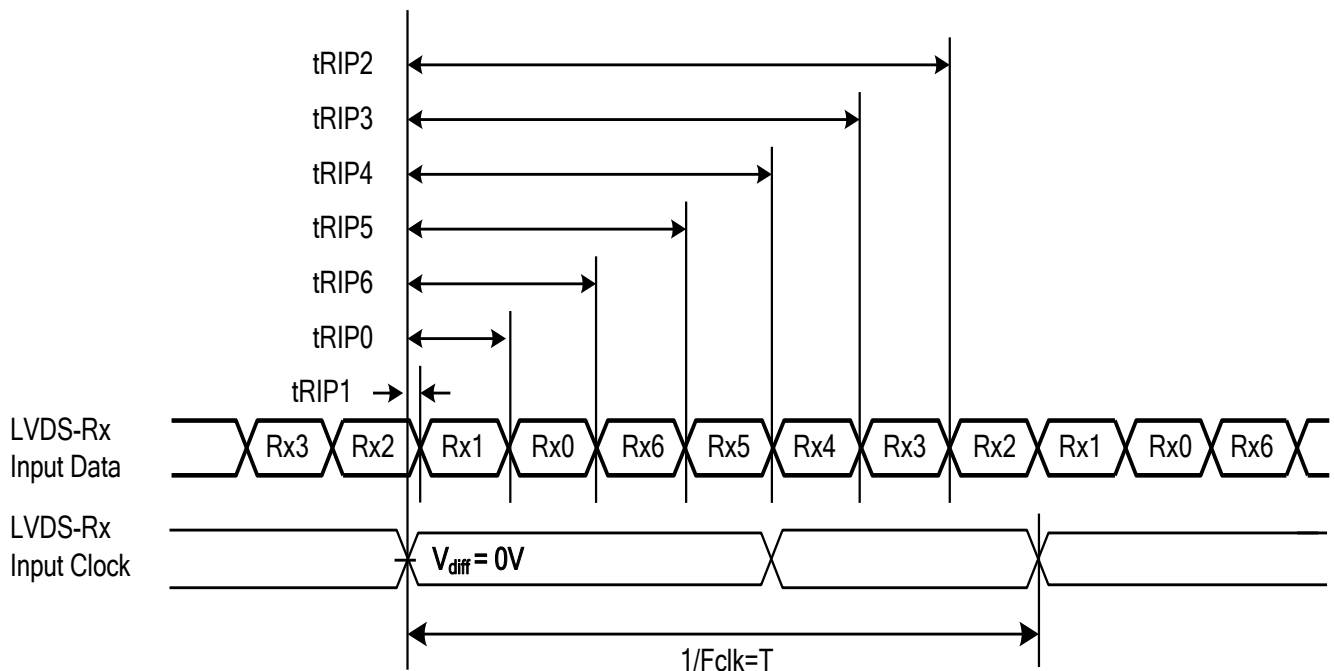 tRIP2
tRIP3
tRIP4
tRIP5
tRIP6
tRIP0
tRIP1
LVDS-Rx
Input Data
Rx3 Rx2 Rx1 Rx0 Rx6 Rx5 Rx4 Rx3 Rx2 Rx1 Rx0 Rx6
LVDS-Rx
Input Clock
Vdiff = 0V
1/Fclk=T